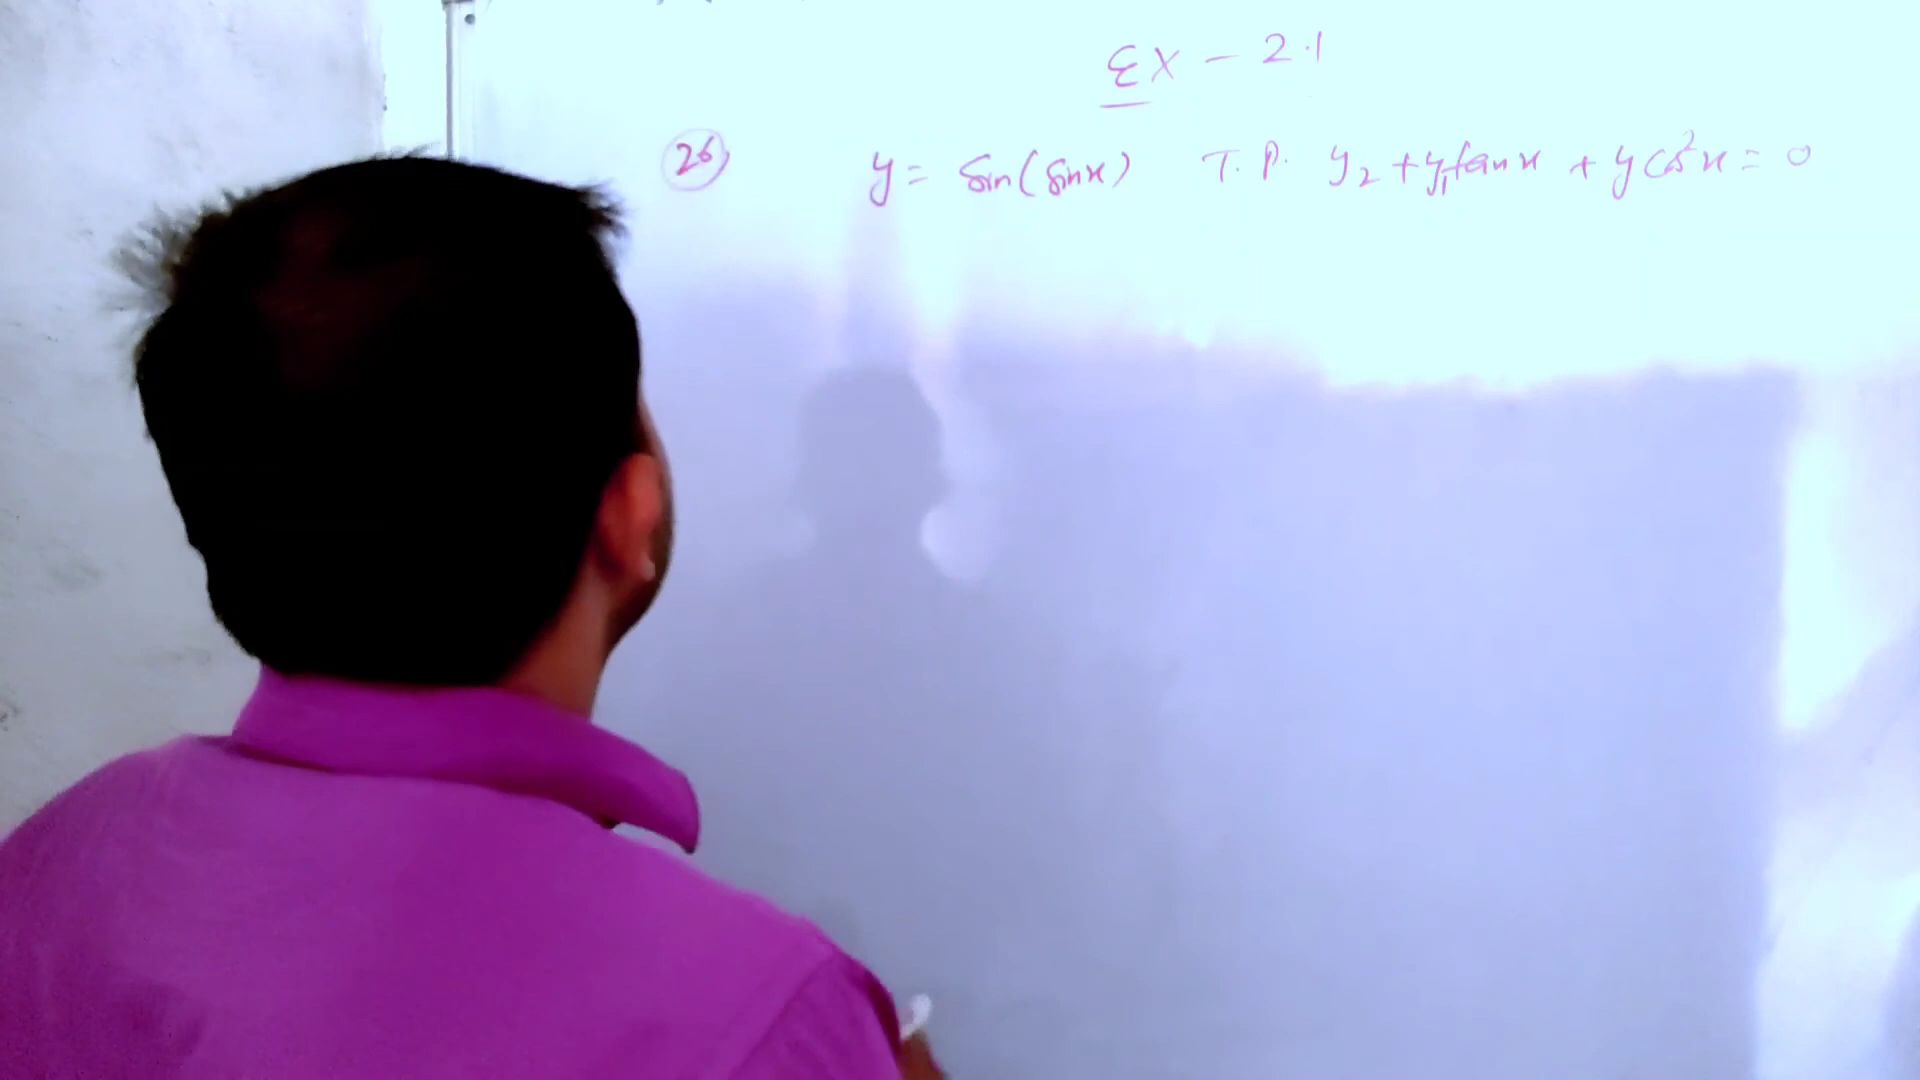 Ex - 2.1
26) y = sin(sinx) T.P. y₂ + y₁tanx + ycos²x = 0